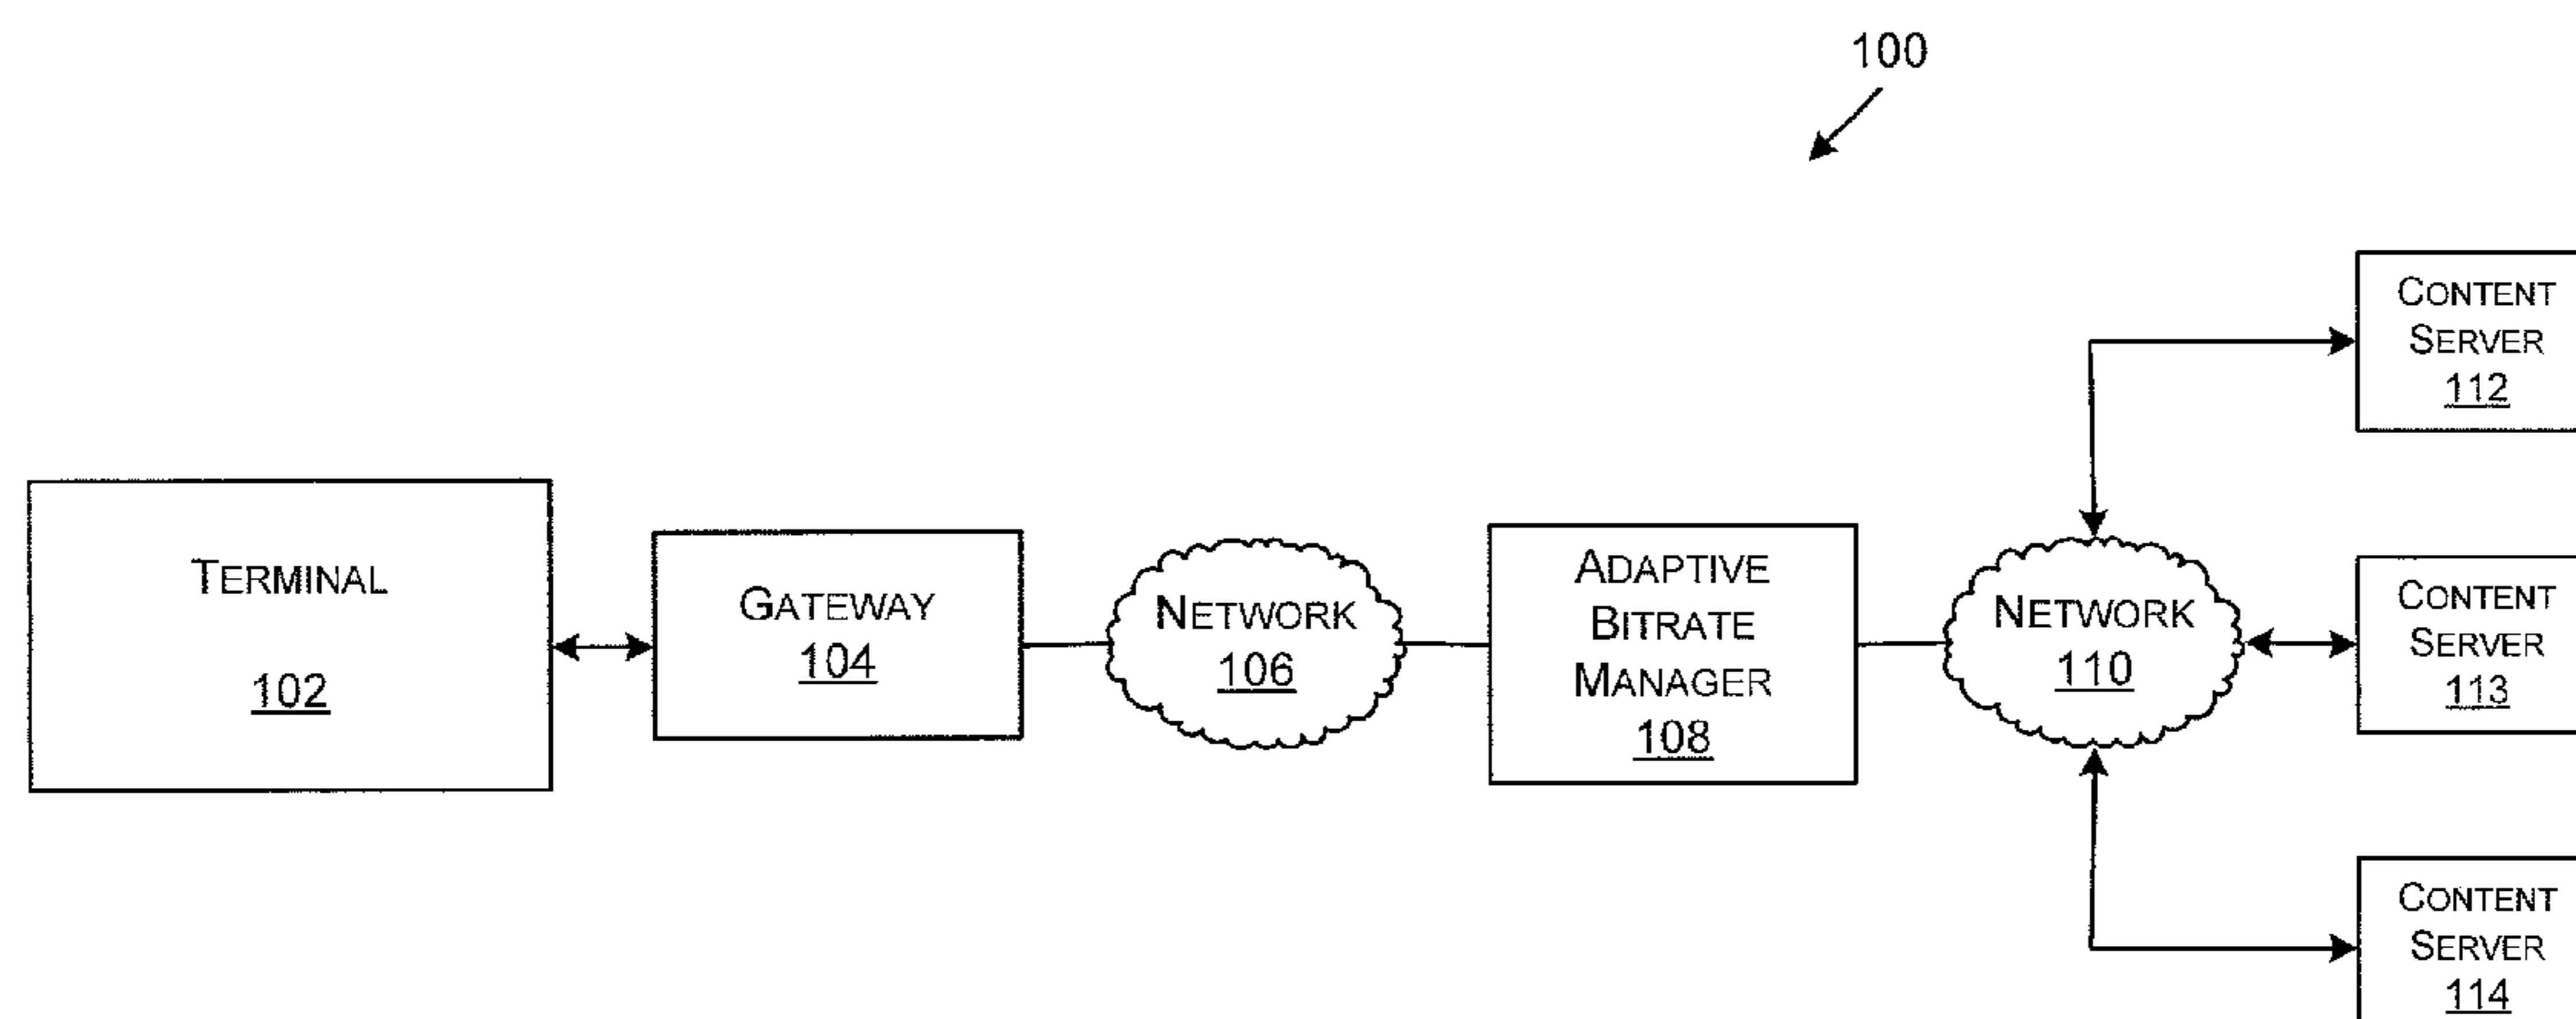 100
TERMINAL
102
GATEWAY
104
NETWORK
106
ADAPTIVE
BITRATE
MANAGER
108
NETWORK
110
CONTENT
SERVER
112
CONTENT
SERVER
113
CONTENT
SERVER
114